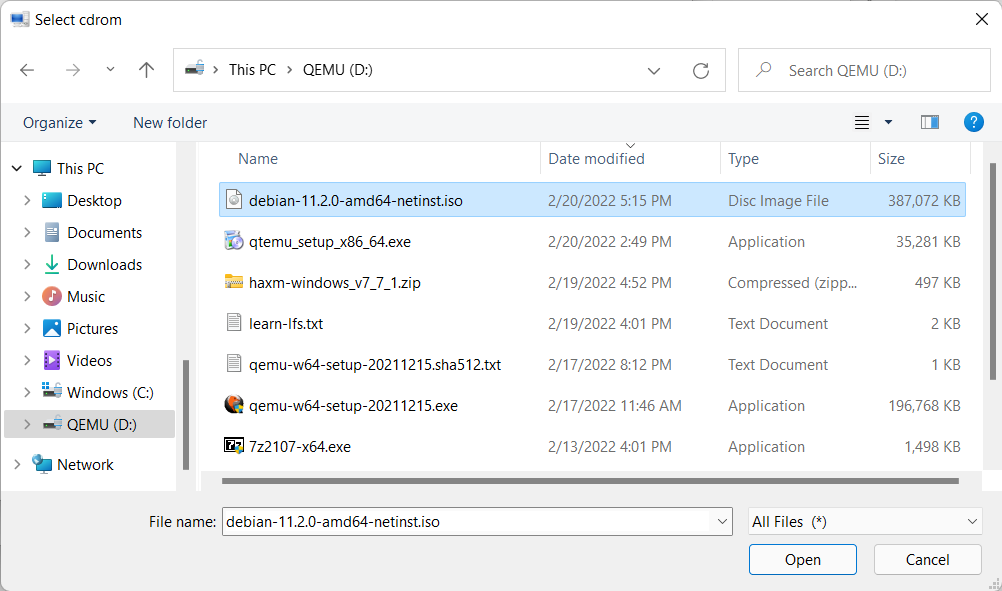 Select cdrom
This PC QEMU (D:) Search QEMU (D:)
Organize New folder ?
Name Date modified Type Size
This PC
Desktop
Documents
Downloads
Music
Pictures
Videos
Windows (C:)
QEMU (D:)
Network
debian-11.2.0-amd64-netinst.iso 2/20/2022 5:15 PM Disc Image File 387,072 KB
qtemu_setup_x86_64.exe 2/20/2022 2:49 PM Application 35,281 KB
haxm-windows_v7_7_1.zip 2/19/2022 4:52 PM Compressed (zipp... 497 KB
learn-lfs.txt 2/19/2022 4:01 PM Text Document 2 KB
qemu-w64-setup-20211215.sha512.txt 2/17/2022 8:12 PM Text Document 1 KB
qemu-w64-setup-20211215.exe 2/17/2022 11:46 AM Application 196,768 KB
7z 7z2107-x64.exe 2/13/2022 4:01 PM Application 1,498 KB
File name: debian-11.2.0-amd64-netinst.iso All Files (*)
Open Cancel